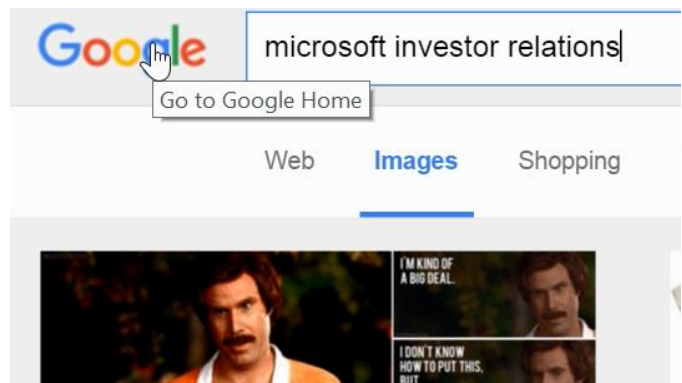 Google
microsoft investor relations
Go to Google Home
Web Images Shopping
I'M KIND OF
A BIG DEAL.
I DON'T KNOW
HOW TO PUT THIS,
BUT